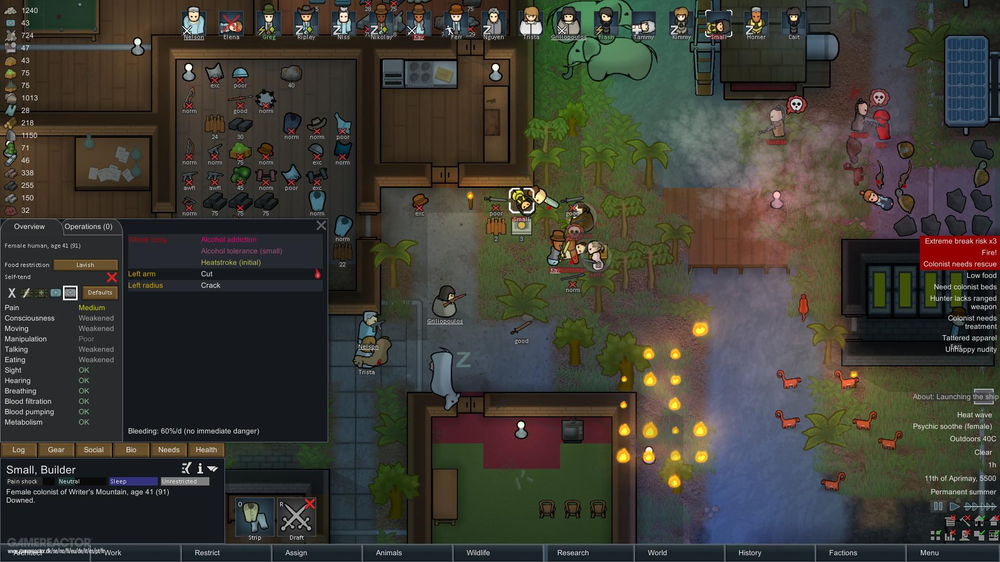 1240
43
724
47
43
75
75
1013
28
218
1150
71
46
338
255
150
32
Nelson
Elena
Greg
Ripley
Niss
Nikolay
Kay
Ferr
Nguyen
Trista
Griliopoulos
Flash
Tammy
Kimmy
Small
Homer
Cait
5
28
75
75
29
exc
poor
40
norm
good
norm
24
30
norm
norm
poor
norm
norm
75
norm
exc
norm
awfl
awfl
45
norm
poor
exc
norm
75
75
75
norm
norm
22
exc
poor
Small
good
2
3
Kay
Huntsman
norm
Griliopoulos
good
Nelson
Trista
Z
Ruslan
Engie
Dan
Ferr
Overview
Operations (0)
Female human, age 41 (91)
Food restriction
Lavish
Self-tend
Defaults
Pain Medium
Consciousness Weakened
Moving Weakened
Manipulation Poor
Talking Weakened
Eating Weakened
Sight OK
Hearing OK
Breathing OK
Blood filtration OK
Blood pumping OK
Metabolism OK
Whole body
Alcohol addiction
Alcohol tolerance (small)
Heatstroke (initial)
Left arm Cut
Left radius Crack
Bleeding: 60%/d (no immediate danger)
Log
Gear
Social
Bio
Needs
Health
Small, Builder
Pain shock
Neutral
Sleep
Unrestricted
Female colonist of Writer's Mountain, age 41 (91)
Downed.
O
Strip
R
Draft
Extreme break risk x3
Fire!
Colonist needs rescue
Low food
Need colonist beds
Hunter lacks ranged
weapon
Colonist needs
treatment
Tattered apparel
Unhappy nudity
About: Launching the ship
Heat wave
Psychic soothe (female)
Outdoors 40C
Clear
1h
11th of Aprimay, 5500
Permanent summer
GAMEREACTOR
www.gamereactor.dk/se/no/fi/eu/de/it/es/pt/fr
Architect
Work
Restrict
Assign
Animals
Wildlife
Research
World
History
Factions
Menu